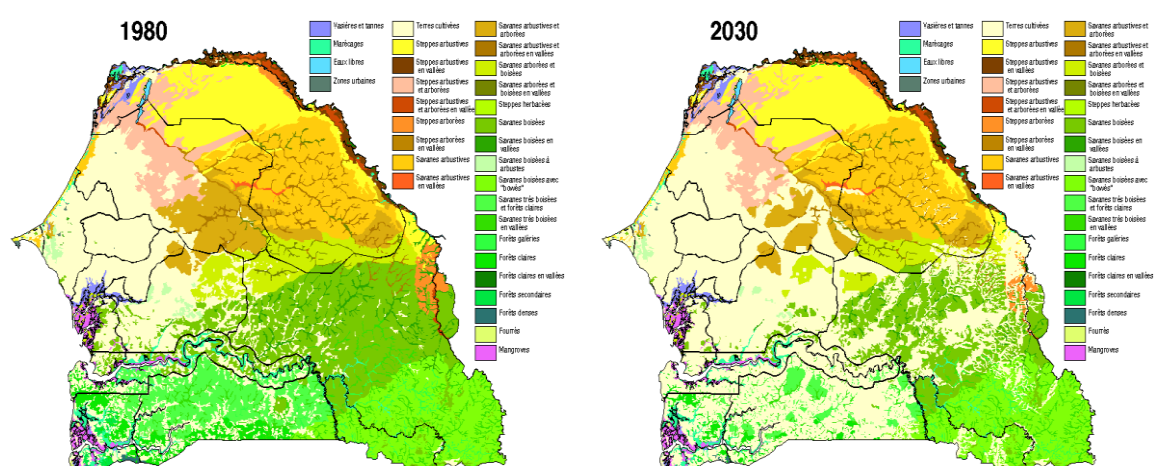 1980
Vasiéres et tannes
Marécages
Eaux libres
Zones urbaines
Terres cultivées
Steppes arbustives
Steppes arbustives
en vallées
Steppes arbustives
et arborées
Steppes arbustives
et arborées en vallées
Steppes arborées
Steppes arborées
en vallées
Savanes arbustives
Savanes arbustives
en vallées
Savanes arbustives et
arborées
Savanes arbustives et
arborées en vallées
Savanes arborées et
boisées
Savanes arborées et
boisées en vallées
Steppes herbacées
Savanes boisées
Savanes boisées en
vallées
Savanes boisées à
arbustes
Savanes boisées avec
"bowés"
Savanes trés boisées
et forêts claires
Savanes trés boisées
en vallées
Forêts galéries
Forêts claires
Forêts claires en vallées
Forêts secondaires
Forêts denses
Fourrés
Mangroves
2030
Vasiéres et tannes
Marécages
Eaux libres
Zones urbaines
Terres cultivées
Steppes arbustives
Steppes arbustives
en vallées
Steppes arbustives
et arborées
Steppes arbustives
et arborées en vallées
Steppes arborées
Steppes arborées
en vallées
Savanes arbustives
Savanes arbustives
en vallées
Savanes arbustives et
arborées
Savanes arbustives et
arborées en vallées
Savanes arborées et
boisées
Savanes arborées et
boisées en vallées
Steppes herbacées
Savanes boisées
Savanes boisées en
vallées
Savanes boisées à
arbustes
Savanes boisées avec
"bowés"
Savanes trés boisées
et forêts claires
Savanes trés boisées
en vallées
Forêts galéries
Forêts claires
Forêts claires en vallées
Forêts secondaires
Forêts denses
Fourrés
Mangroves